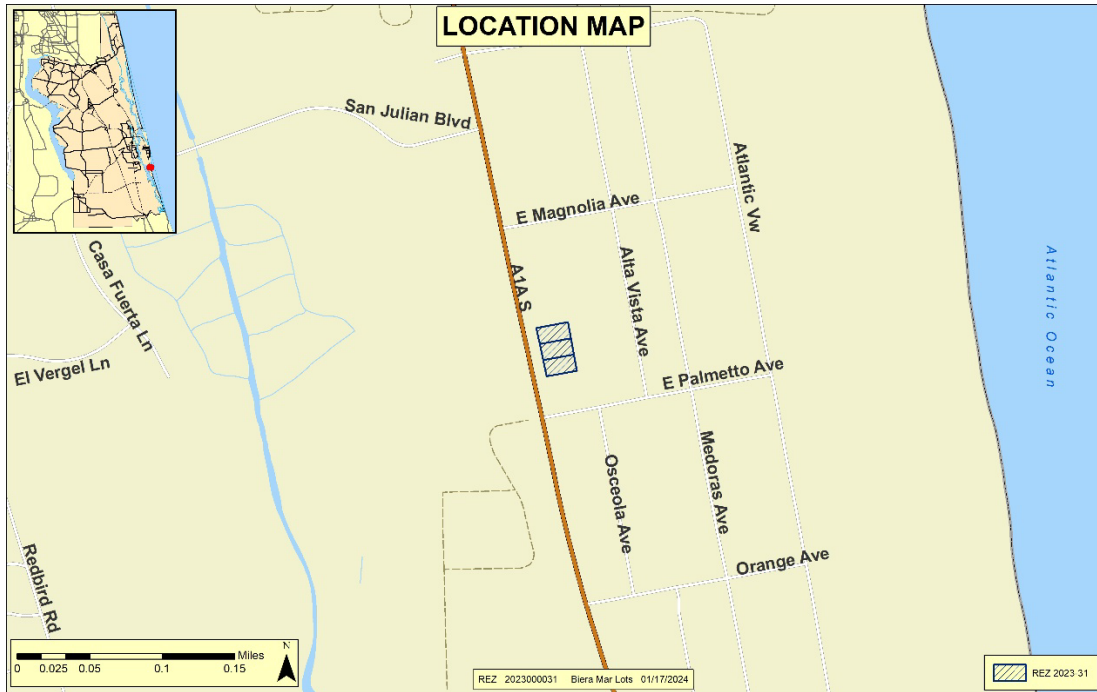 LOCATION MAP
San Julian Blvd
E Magnolia Ave
Atlantic Vw
A1A S
Alta Vista Ave
Casa Fuerta Ln
El Vergel Ln
E Palmetto Ave
Atlantic Ocean
Osceola Ave
Medoras Ave
Orange Ave
Redbird Rd
Miles
N
0 0.025 0.05 0.1 0.15
REZ 2023000031 Biera Mar Lots 01/17/2024
REZ 2023 31